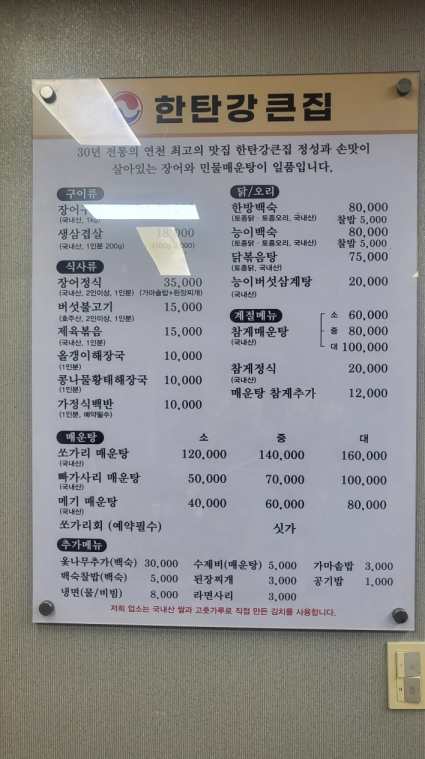 한탄강큰집
30년 전통의 연천 최고의 맛집 한탄강큰집 정성과 손맛이
살아있는 장어와 민물매운탕이 일품입니다.
구이류
장어구
(국내산, 1kg)
생삼겹살 18,000
(국내산, 1인분 200g)
식사류
장어정식 35,000
(국내산, 2인이상, 1인분) (가마솥밥+된장찌개)
버섯불고기 15,000
(호주산, 2인이상, 1인분)
제육볶음 15,000
(국내산, 1인분)
올갱이해장국 10,000
(1인분)
콩나물황태해장국 10,000
(1인분)
가정식백반 10,000
(1인분, 예약필수)
닭/오리
한방백숙 80,000
(토종닭 · 토종오리, 국내산) 찰밥 5,000
능이백숙 80,000
(토종닭 · 토종오리, 국내산) 찰밥 5,000
닭볶음탕 75,000
(토종닭, 국내산)
능이버섯삼계탕 20,000
(국내산)
계절메뉴
소 60,000
참게매운탕 중 80,000
(국내산)
대 100,000
참게정식 20,000
(국내산)
매운탕 참게추가 12,000
매운탕 소 중 대
쏘가리 매운탕 120,000 140,000 160,000
(국내산)
빠가사리 매운탕 50,000 70,000 100,000
(국내산)
메기 매운탕 40,000 60,000 80,000
(국내산)
쏘가리회 (예약필수) 싯가
추가메뉴
옻나무추가(백숙) 30,000 수제비(매운탕) 5,000 가마솥밥 3,000
백숙찰밥(백숙) 5,000 된장찌개 3,000 공기밥 1,000
냉면(물/비빔) 8,000 라면사리 3,000
저희 업소는 국내산 쌀과 고춧가루로 직접 만든 김치를 사용합니다.